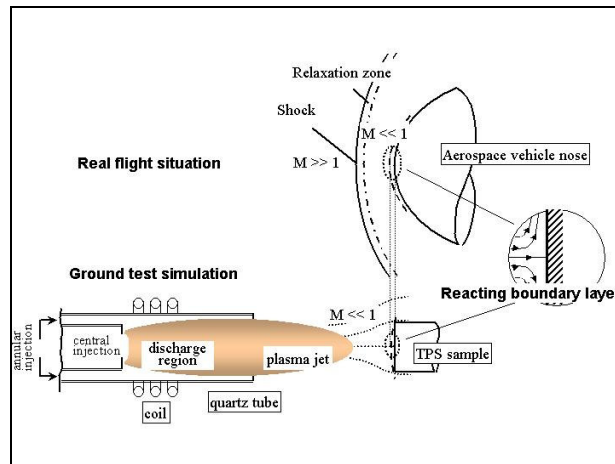 Relaxation zone
Shock
M << 1
Real flight situation
M >> 1
Aerospace vehicle nose
Ground test simulation
Reacting boundary layer
M << 1
annular
injection
central
injection
discharge
region
plasma jet
TPS sample
quartz tube
coil